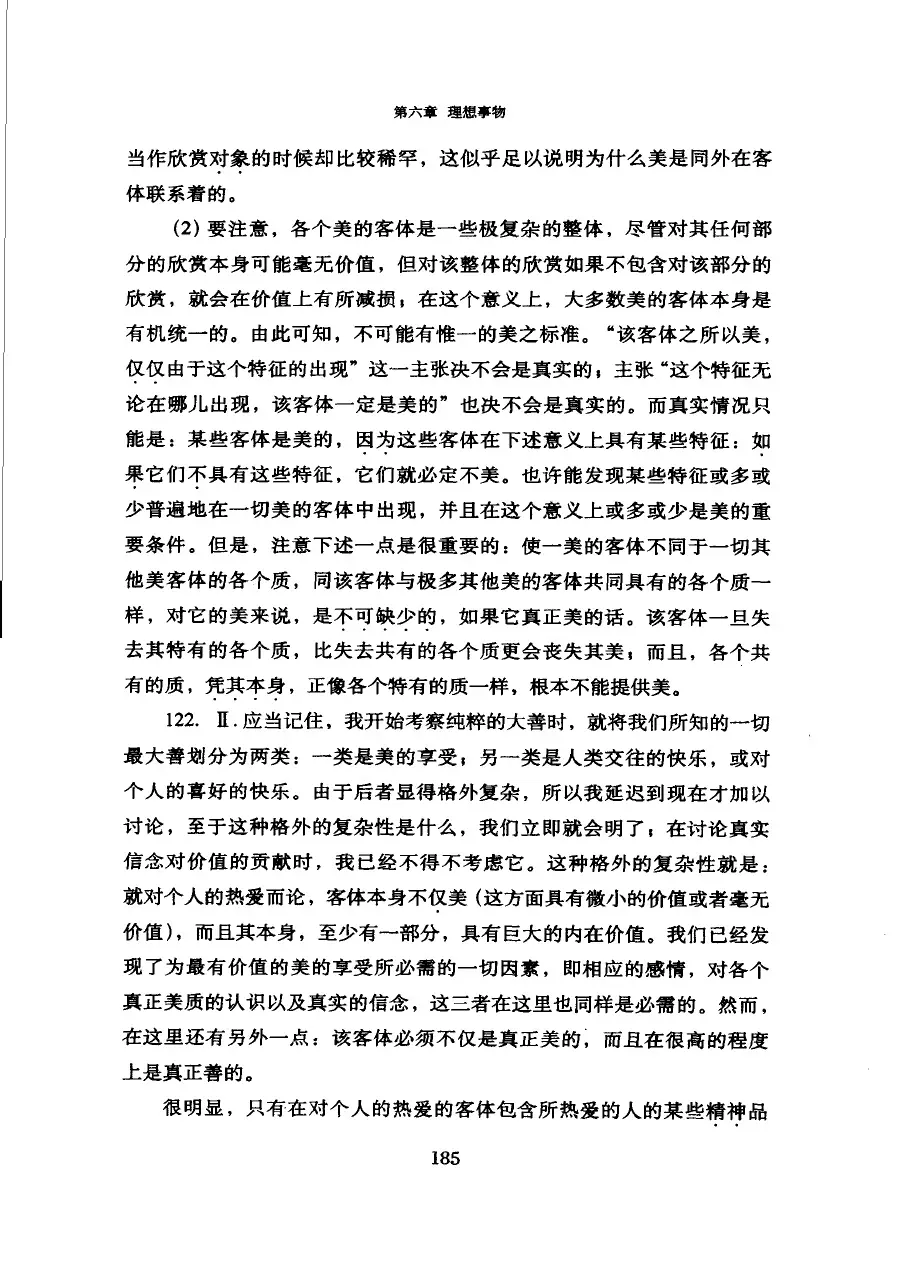 第六章 理想事物
当作欣赏对象的时候却比较稀罕，这似乎足以说明为什么美是同外在客
体联系着的。
(2) 要注意，各个美的客体是一些极复杂的整体，尽管对其任何部
分的欣赏本身可能毫无价值，但对该整体的欣赏如果不包含对该部分的
欣赏，就会在价值上有所减损；在这个意义上，大多数美的客体本身是
有机统一的。由此可知，不可能有惟一的美之标准。“该客体之所以美，
仅仅由于这个特征的出现”这一主张决不会是真实的；主张“这个特征无
论在哪儿出现，该客体一定是美的”也决不会是真实的。而真实情况只
能是：某些客体是美的，因为这些客体在下述意义上具有某些特征：如
果它们不具有这些特征，它们就必定不美。也许能发现某些特征或多或
少普遍地在一切美的客体中出现，并且在这个意义上或多或少是美的重
要条件。但是，注意下述一点是很重要的：使一美的客体不同于一切其
他美客体的各个质，同该客体与极多其他美的客体共同具有的各个质一
样，对它的美来说，是不可缺少的，如果它真正美的话。该客体一旦失
去其特有的各个质，比失去共有的各个质更会丧失其美；而且，各个共
有的质，凭其本身，正像各个特有的质一样，根本不能提供美。
122. Ⅱ.应当记住，我开始考察纯粹的大善时，就将我们所知的一切
最大善划分为两类：一类是美的享受；另一类是人类交往的快乐，或对
个人的喜好的快乐。由于后者显得格外复杂，所以我延迟到现在才加以
讨论，至于这种格外的复杂性是什么，我们立即就会明了；在讨论真实
信念对价值的贡献时，我已经不得不考虑它。这种格外的复杂性就是：
就对个人的热爱而论，客体本身不仅美（这方面具有微小的价值或者毫无
价值），而且其本身，至少有一部分，具有巨大的内在价值。我们已经发
现了为最有价值的美的享受所必需的一切因素，即相应的感情，对各个
真正美质的认识以及真实的信念，这三者在这里也同样是必需的。然而，
在这里还有另外一点：该客体必须不仅是真正美的，而且在很高的程度
上是真正善的。
很明显，只有在对个人的热爱的客体包含所热爱的人的某些精神品
185